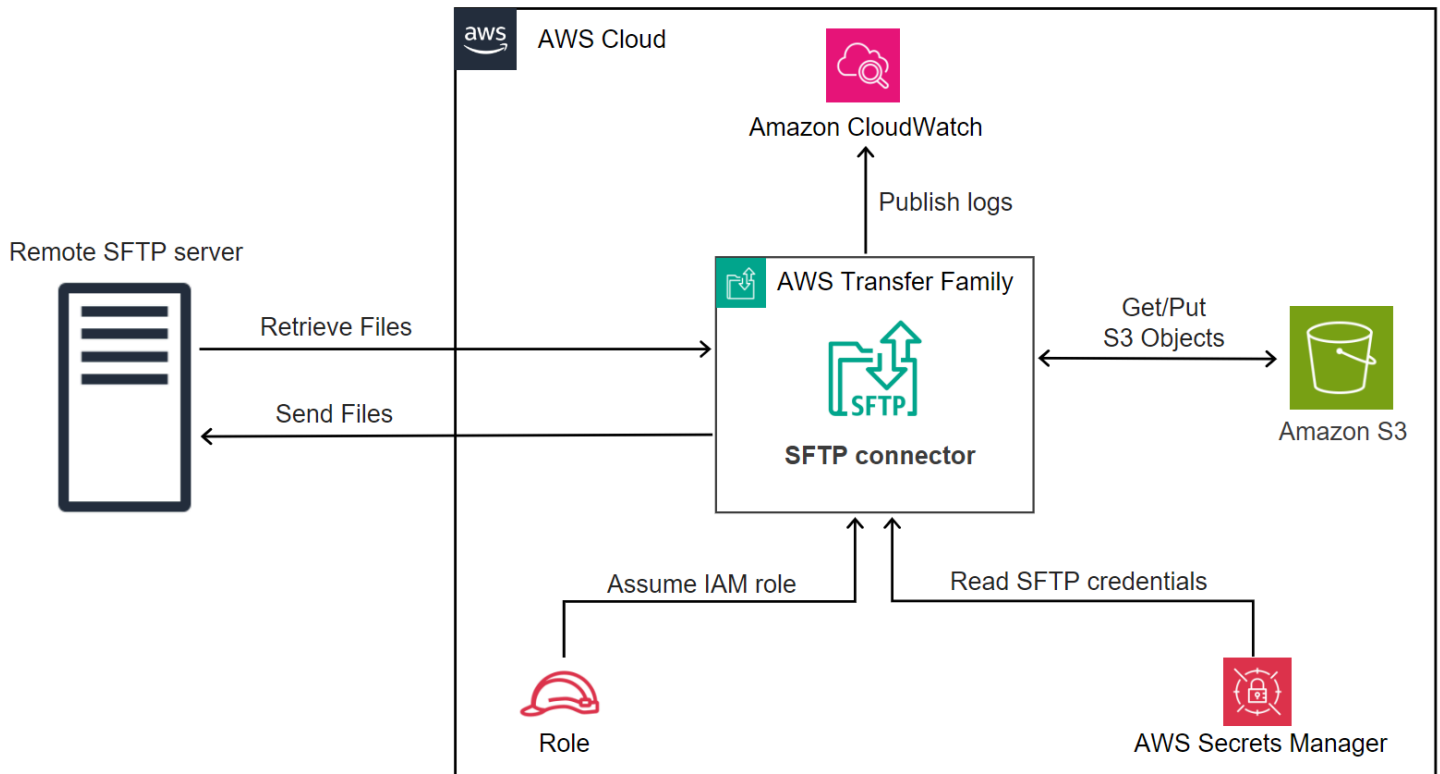 aws
AWS Cloud
Amazon CloudWatch
Publish logs
Remote SFTP server
AWS Transfer Family
Retrieve Files
Get/Put
S3 Objects
SFTP
Send Files
Amazon S3
SFTP connector
Assume IAM role
Read SFTP credentials
Role
AWS Secrets Manager